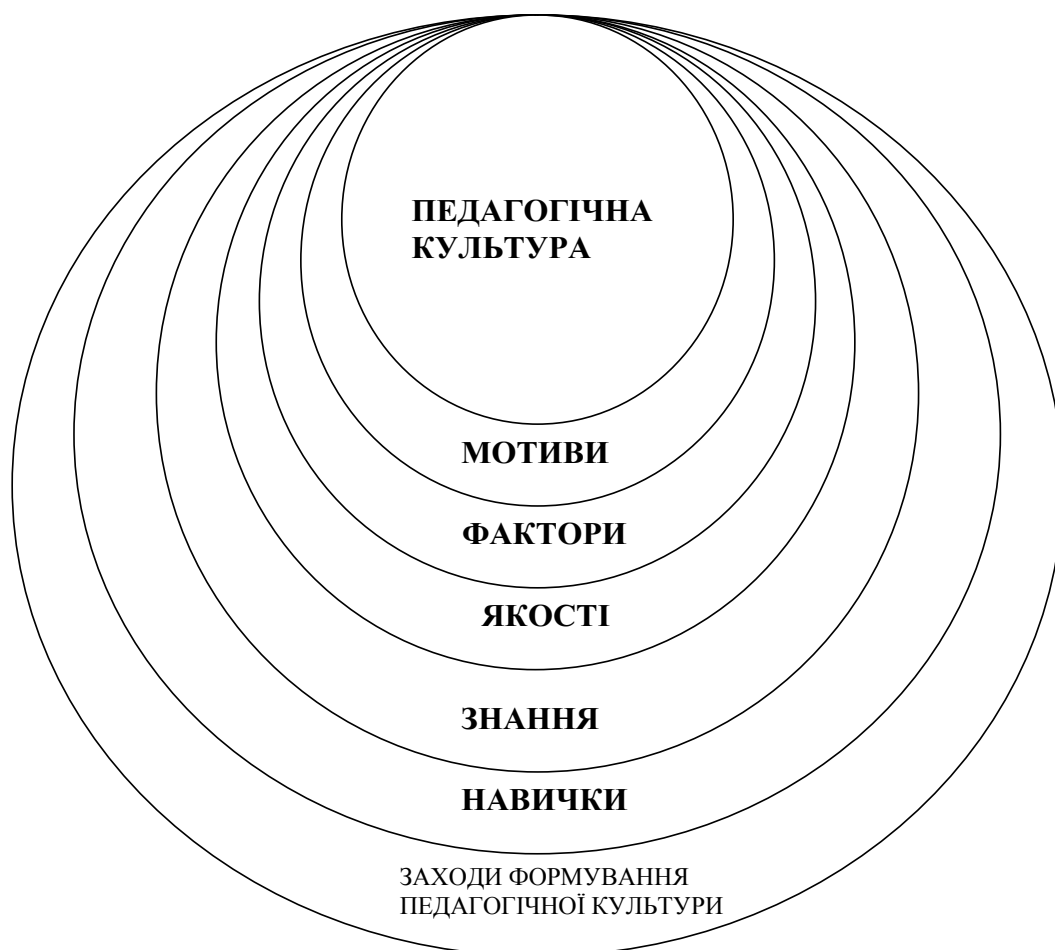 ПЕДАГОГІЧНА
КУЛЬТУРА
МОТИВИ
ФАКТОРИ
ЯКОСТІ
ЗНАННЯ
НАВИЧКИ
ЗАХОДИ ФОРМУВАННЯ
ПЕДАГОГІЧНОЇ КУЛЬТУРИ